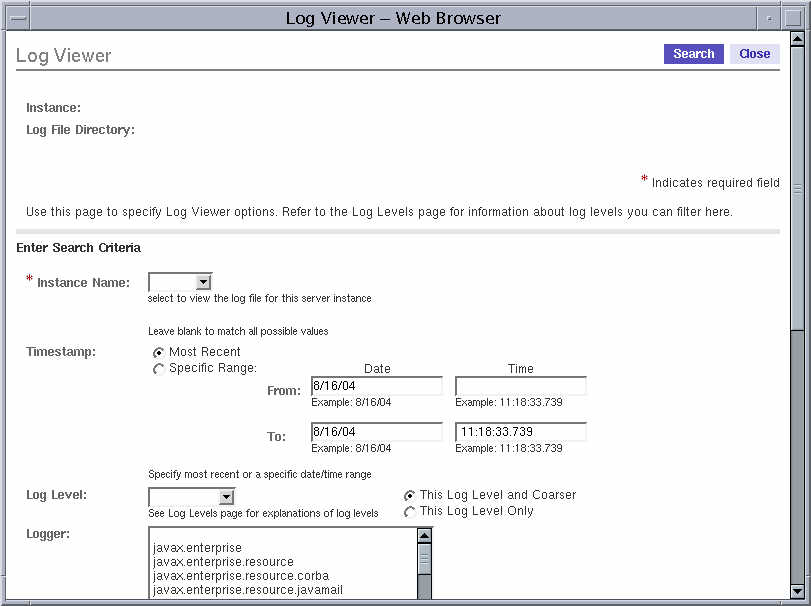 Log Viewer – Web Browser
Log Viewer
Search Close
Instance:
Log File Directory:
* Indicates required field
Use this page to specify Log Viewer options. Refer to the Log Levels page for information about log levels you can filter here.
Enter Search Criteria
* Instance Name:
select to view the log file for this server instance
Leave blank to match all possible values
Timestamp: Most Recent
Specific Range: Date Time
From: 8/16/04
Example: 8/16/04 Example: 11:18:33.739
To: 8/16/04 11:18:33.739
Example: 8/16/04 Example: 11:18:33.739
Specify most recent or a specific date/time range
Log Level: This Log Level and Coarser
See Log Levels page for explanations of log levels This Log Level Only
Logger:
javax.enterprise
javax.enterprise.resource
javax.enterprise.resource.corba
javax.enterprise.resource.javamail